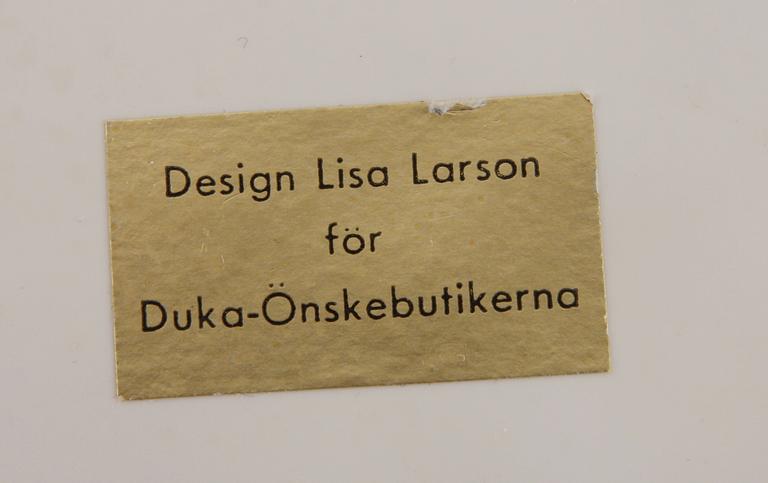 Design Lisa Larson
för
Duka-Önskebutikerna